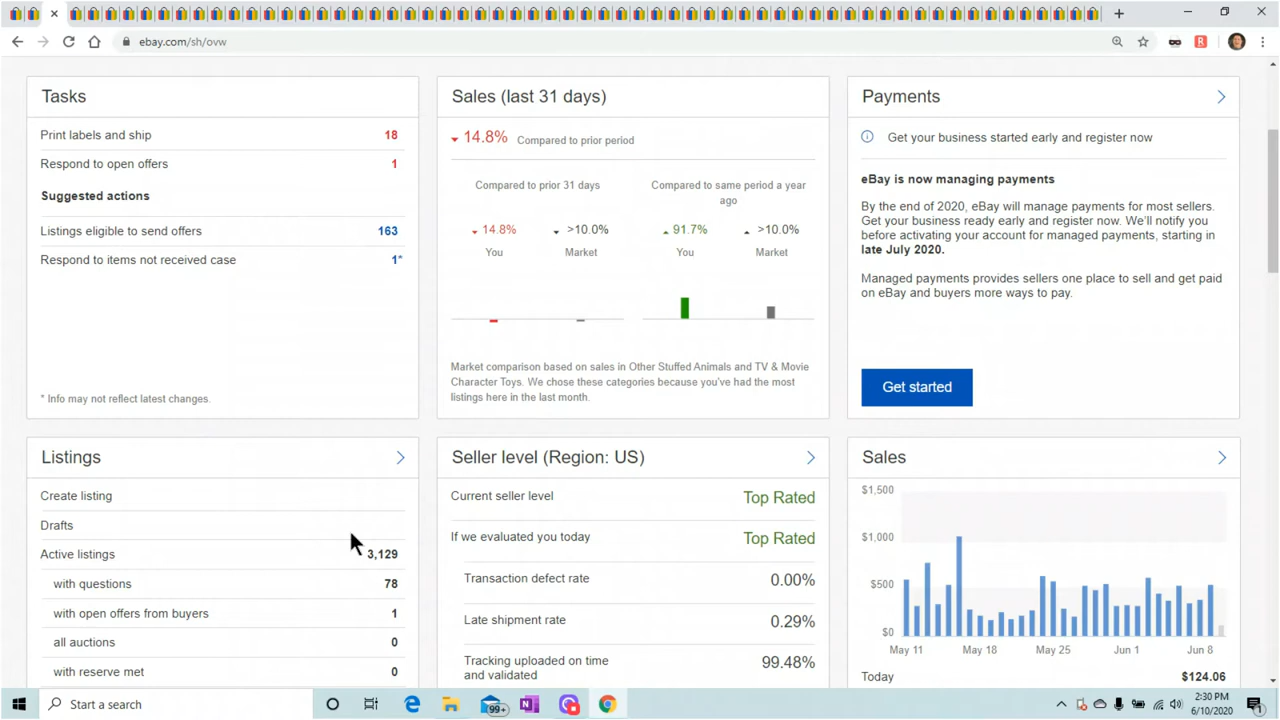 ebay.com/sh/ovw
Tasks
Print labels and ship 18
Respond to open offers 1
Suggested actions
Listings eligible to send offers 163
Respond to items not received case 1*
* Info may not reflect latest changes.
Sales (last 31 days)
14.8% Compared to prior period
Compared to prior 31 days
14.8% >10.0%
You Market
Compared to same period a year
ago
91.7% >10.0%
You Market
Market comparison based on sales in Other Stuffed Animals and TV & Movie
Character Toys. We chose these categories because you've had the most
listings here in the last month.
Payments
Get your business started early and register now
eBay is now managing payments
By the end of 2020, eBay will manage payments for most sellers.
Get your business ready early and register now. We'll notify you
before activating your account for managed payments, starting in
late July 2020.
Managed payments provides sellers one place to sell and get paid
on eBay and buyers more ways to pay.
Get started
Listings
Create listing
Drafts
Active listings 3,129
with questions 78
with open offers from buyers 1
all auctions 0
with reserve met 0
Seller level (Region: US)
Current seller level Top Rated
If we evaluated you today Top Rated
Transaction defect rate 0.00%
Late shipment rate 0.29%
Tracking uploaded on time
and validated 99.48%
Sales
$1,500
$1,000
$500
$0
May 11 May 18 May 25 Jun 1 Jun 8
Today $124.06
Start a search
99+
2:30 PM
6/10/2020
1